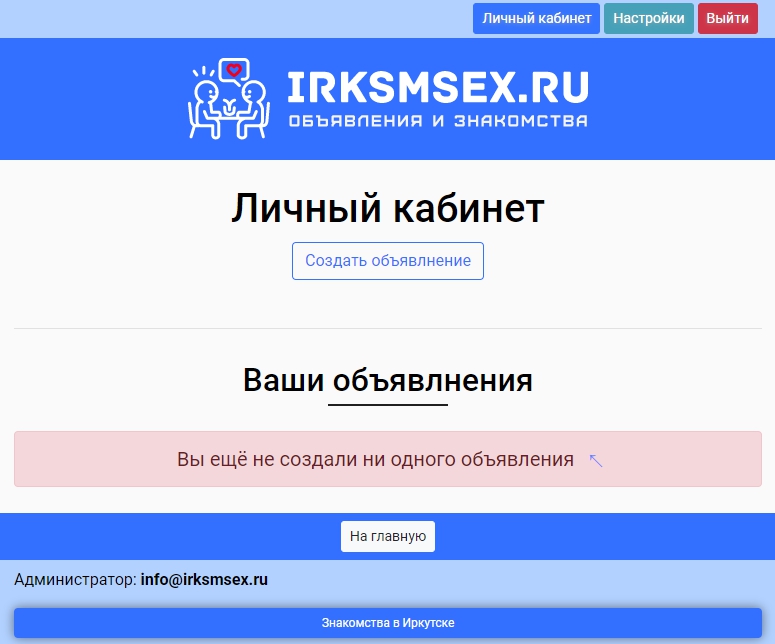 Личный кабинет Настройки Выйти
IRKSMSEX.RU
ОБЪЯВЛЕНИЯ И ЗНАКОМСТВА
Личный кабинет
Создать объявлнение
Ваши объявлнения
Вы ещё не создали ни одного объявления ↖
На главную
Администратор: info@irksmsex.ru
Знакомства в Иркутске